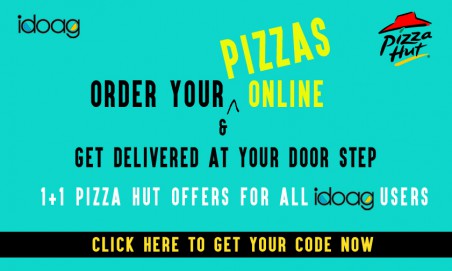 idoag
Pizza
Hut
PIZZAS
ORDER YOUR ONLINE
&
GET DELIVERED AT YOUR DOOR STEP
1+1 PIZZA HUT OFFERS FOR ALL idoag USERS
CLICK HERE TO GET YOUR CODE NOW